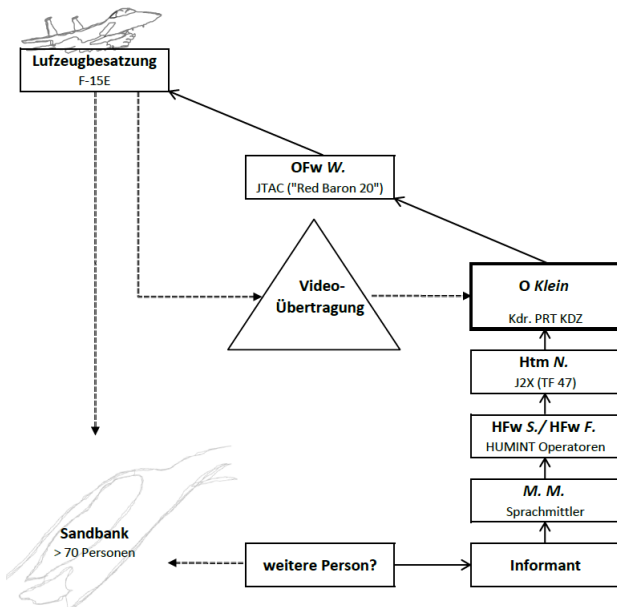 Lufzeugbesatzung
F-15E
OFw W.
JTAC ("Red Baron 20")
Video-
Übertragung
O Klein
Kdr. PRT KDZ
Htm N.
J2X (TF 47)
HFw S./ HFw F.
HUMINT Operatoren
M. M.
Sprachmittler
Sandbank
> 70 Personen
weitere Person?
Informant